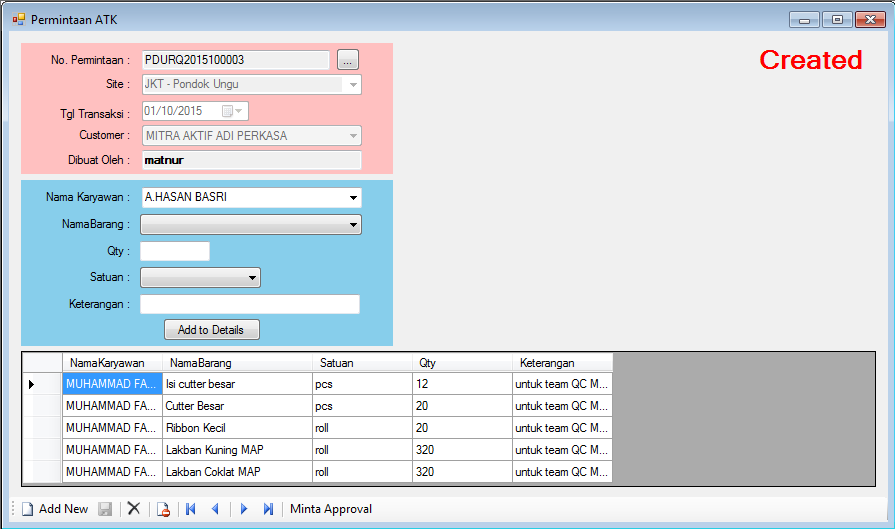 Permintaan ATK
No. Permintaan : PDURQ2015100003 ...
Created
Site : JKT - Pondok Ungu
Tgl Transaksi : 01/10/2015
Customer : MITRA AKTIF ADI PERKASA
Dibuat Oleh : matnur
Nama Karyawan : A.HASAN BASRI
NamaBarang :
Qty :
Satuan :
Keterangan :
Add to Details
NamaKaryawan NamaBarang Satuan Qty Keterangan
MUHAMMAD FA... Isi cutter besar pcs 12 untuk team QC M...
MUHAMMAD FA... Cutter Besar pcs 20 untuk team QC M...
MUHAMMAD FA... Ribbon Kecil roll 20 untuk team QC M...
MUHAMMAD FA... Lakban Kuning MAP roll 320 untuk team QC M...
MUHAMMAD FA... Lakban Coklat MAP roll 320 untuk team QC M...
Add New Minta Approval